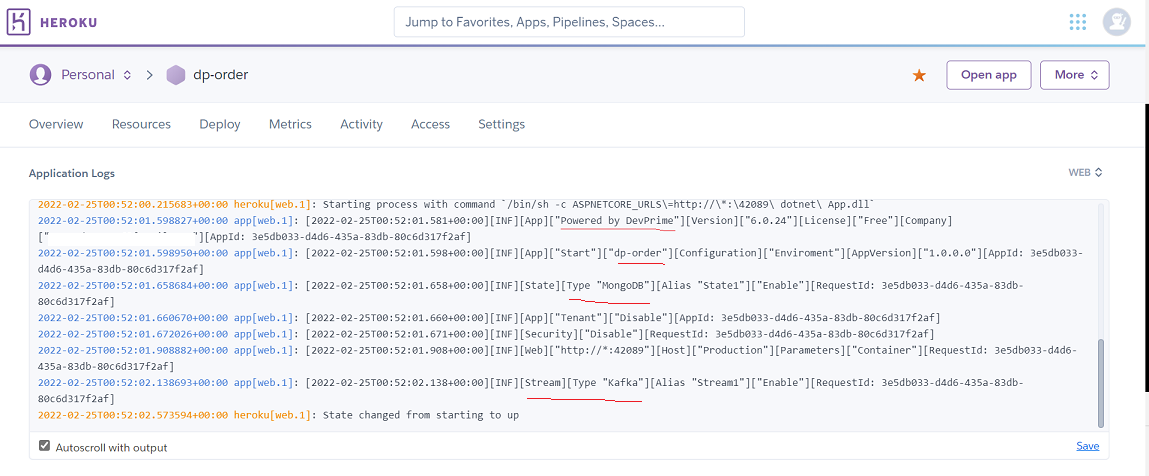 HEROKU
Jump to Favorites, Apps, Pipelines, Spaces...
Personal
dp-order
Open app
More
Overview Resources Deploy Metrics Activity Access Settings
Application Logs
WEB
2022-02-25T00:52:00.215683+00:00 heroku[web.1]: Starting process with command `/bin/sh -c ASPNETCORE_URLS\=http://\*:\42089\ dotnet\ App.dll`
2022-02-25T00:52:01.598827+00:00 app[web.1]: [2022-02-25T00:52:01.581+00:00][INF][App]["Powered by DevPrime"][Version]["6.0.24"][License]["Free"][Company]
[""][AppId: 3e5db033-d4d6-435a-83db-80c6d317f2af]
2022-02-25T00:52:01.598950+00:00 app[web.1]: [2022-02-25T00:52:01.598+00:00][INF][App]["Start"]["dp-order"][Configuration]["Enviroment"][AppVersion]["1.0.0.0"][AppId: 3e5db033-
d4d6-435a-83db-80c6d317f2af]
2022-02-25T00:52:01.658684+00:00 app[web.1]: [2022-02-25T00:52:01.658+00:00][INF][State][Type "MongoDB"][Alias "State1"]["Enable"][RequestId: 3e5db033-d4d6-435a-83db-
80c6d317f2af]
2022-02-25T00:52:01.660670+00:00 app[web.1]: [2022-02-25T00:52:01.660+00:00][INF][App]["Tenant"]["Disable"][AppId: 3e5db033-d4d6-435a-83db-80c6d317f2af]
2022-02-25T00:52:01.672026+00:00 app[web.1]: [2022-02-25T00:52:01.671+00:00][INF][Security]["Disable"][RequestId: 3e5db033-d4d6-435a-83db-80c6d317f2af]
2022-02-25T00:52:01.908882+00:00 app[web.1]: [2022-02-25T00:52:01.908+00:00][INF][Web]["http://*:42089"][Host]["Production"][Parameters]["Container"][RequestId: 3e5db033-d4d6-
435a-83db-80c6d317f2af]
2022-02-25T00:52:02.138693+00:00 app[web.1]: [2022-02-25T00:52:02.138+00:00][INF][Stream][Type "Kafka"][Alias "Stream1"]["Enable"][RequestId: 3e5db033-d4d6-435a-83db-
80c6d317f2af]
2022-02-25T00:52:02.573594+00:00 heroku[web.1]: State changed from starting to up
Autoscroll with output
Save